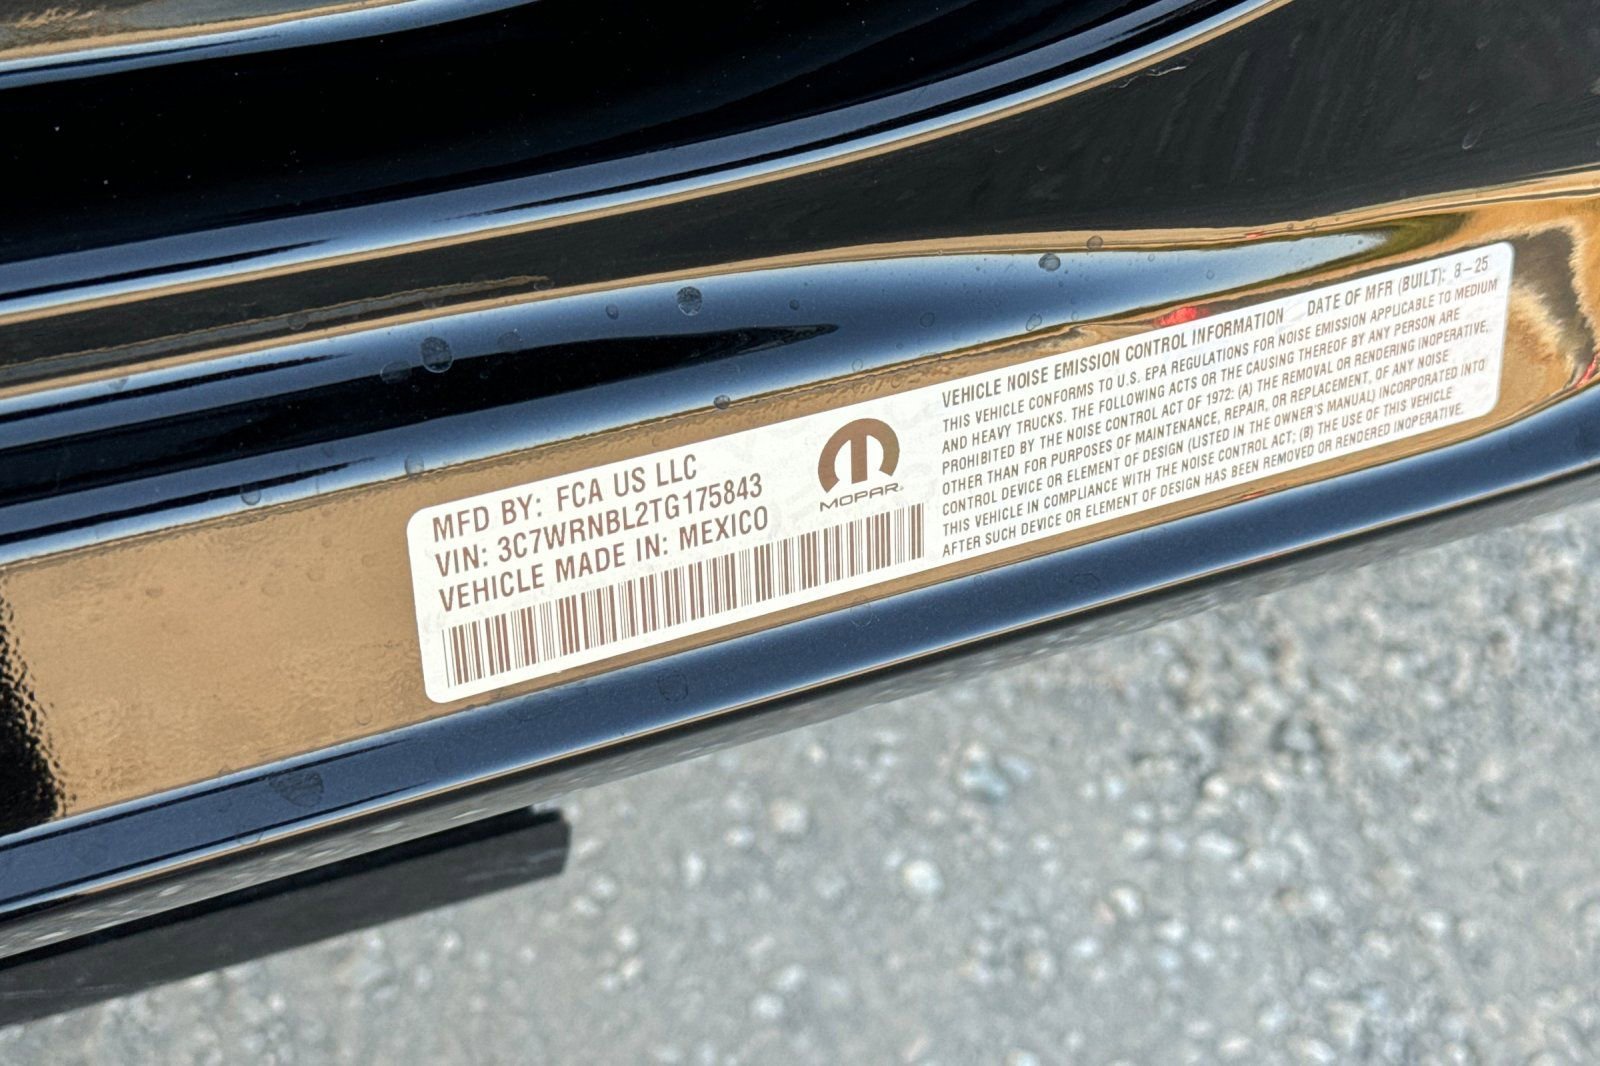 MFD BY: FCA US LLC
VIN: 3C7WRNBL2TG175843
VEHICLE MADE IN: MEXICO
MOPAR
VEHICLE NOISE EMISSION CONTROL INFORMATION DATE OF MFR (BUILT): 8-25
THIS VEHICLE CONFORMS TO U.S. EPA REGULATIONS FOR NOISE EMISSION APPLICABLE TO MEDIUM
AND HEAVY TRUCKS. THE FOLLOWING ACTS OR THE CAUSING THEREOF BY ANY PERSON ARE
PROHIBITED BY THE NOISE CONTROL ACT OF 1972: (A) THE REMOVAL OR RENDERING INOPERATIVE,
OTHER THAN FOR PURPOSES OF MAINTENANCE, REPAIR, OR REPLACEMENT, OF ANY NOISE
CONTROL DEVICE OR ELEMENT OF DESIGN (LISTED IN THE OWNER'S MANUAL) INCORPORATED INTO
THIS VEHICLE IN COMPLIANCE WITH THE NOISE CONTROL ACT; (B) THE USE OF THIS VEHICLE
AFTER SUCH DEVICE OR ELEMENT OF DESIGN HAS BEEN REMOVED OR RENDERED INOPERATIVE.